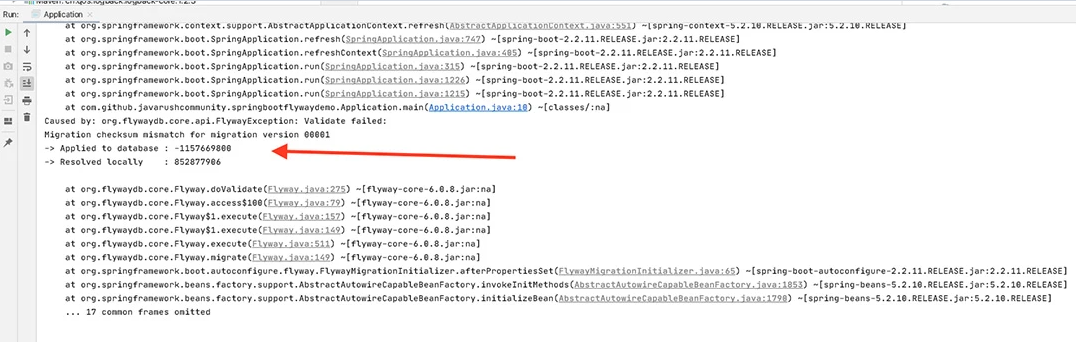 Maven: ch.qos.logback:logback-core:1.2.3
Run: Application
at org.springframework.context.support.AbstractApplicationContext.refresh(AbstractApplicationContext.java:551) ~[spring-context-5.2.10.RELEASE.jar:5.2.10.RELEASE]
at org.springframework.boot.SpringApplication.refresh(SpringApplication.java:747) ~[spring-boot-2.2.11.RELEASE.jar:2.2.11.RELEASE]
at org.springframework.boot.SpringApplication.refreshContext(SpringApplication.java:405) ~[spring-boot-2.2.11.RELEASE.jar:2.2.11.RELEASE]
at org.springframework.boot.SpringApplication.run(SpringApplication.java:315) ~[spring-boot-2.2.11.RELEASE.jar:2.2.11.RELEASE]
at org.springframework.boot.SpringApplication.run(SpringApplication.java:1226) ~[spring-boot-2.2.11.RELEASE.jar:2.2.11.RELEASE]
at org.springframework.boot.SpringApplication.run(SpringApplication.java:1215) ~[spring-boot-2.2.11.RELEASE.jar:2.2.11.RELEASE]
at com.github.javarushcommunity.springbootflywaydemo.Application.main(Application.java:10) ~[classes/:na]
Caused by: org.flywaydb.core.api.FlywayException: Validate failed:
Migration checksum mismatch for migration version 00001
-> Applied to database : -1157669800
-> Resolved locally    : 852877906
at org.flywaydb.core.Flyway.doValidate(Flyway.java:275) ~[flyway-core-6.0.8.jar:na]
at org.flywaydb.core.Flyway.access$100(Flyway.java:79) ~[flyway-core-6.0.8.jar:na]
at org.flywaydb.core.Flyway$1.execute(Flyway.java:157) ~[flyway-core-6.0.8.jar:na]
at org.flywaydb.core.Flyway$1.execute(Flyway.java:149) ~[flyway-core-6.0.8.jar:na]
at org.flywaydb.core.Flyway.execute(Flyway.java:511) ~[flyway-core-6.0.8.jar:na]
at org.flywaydb.core.Flyway.migrate(Flyway.java:149) ~[flyway-core-6.0.8.jar:na]
at org.springframework.boot.autoconfigure.flyway.FlywayMigrationInitializer.afterPropertiesSet(FlywayMigrationInitializer.java:65) ~[spring-boot-autoconfigure-2.2.11.RELEASE.jar:2.2.11.RELEASE]
at org.springframework.beans.factory.support.AbstractAutowireCapableBeanFactory.invokeInitMethods(AbstractAutowireCapableBeanFactory.java:1853) ~[spring-beans-5.2.10.RELEASE.jar:5.2.10.RELEASE]
at org.springframework.beans.factory.support.AbstractAutowireCapableBeanFactory.initializeBean(AbstractAutowireCapableBeanFactory.java:1790) ~[spring-beans-5.2.10.RELEASE.jar:5.2.10.RELEASE]
... 17 common frames omitted